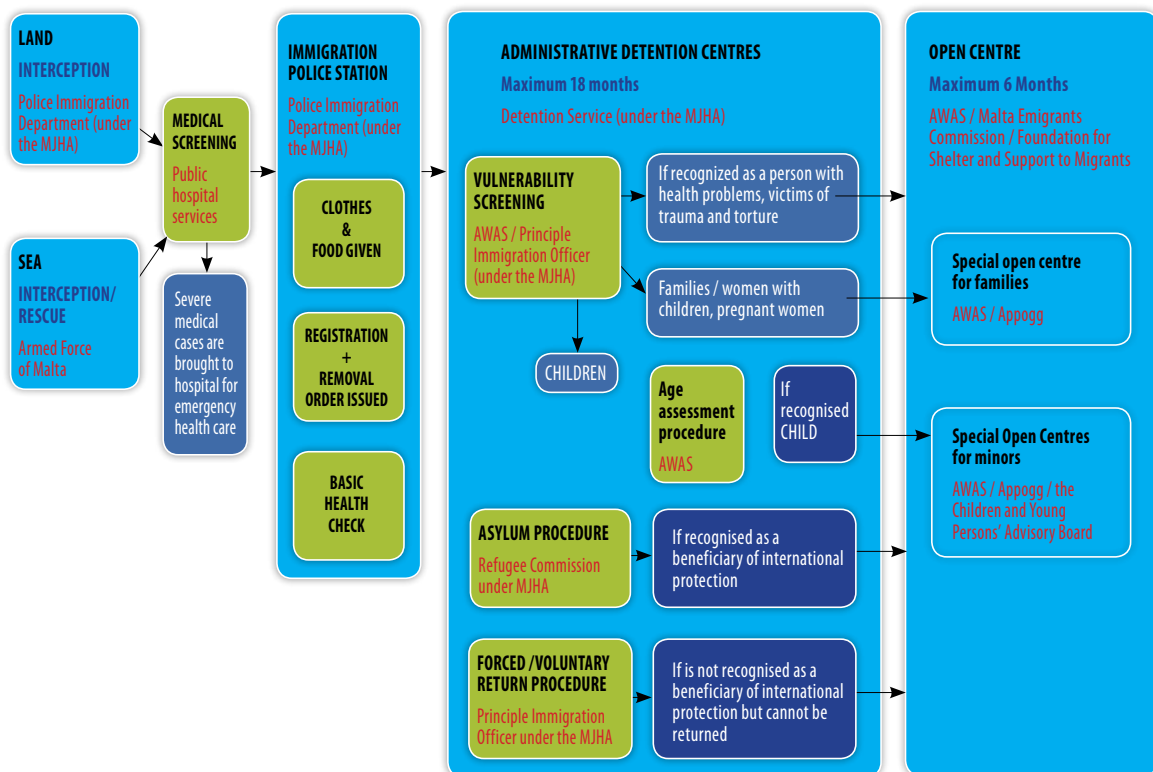 LAND
INTERCEPTION
Police Immigration
Department (under
the MJHA)
SEA
INTERCEPTION/
RESCUE
Armed Force
of Malta
MEDICAL
SCREENING
Public
hospital
services
Severe
medical
cases are
brought to
hospital for
emergency
health care
IMMIGRATION
POLICE STATION
Police Immigration
Department (under
the MJHA)
CLOTHES
&
FOOD GIVEN
REGISTRATION
+
REMOVAL
ORDER ISSUED
BASIC
HEALTH
CHECK
ADMINISTRATIVE DETENTION CENTRES
Maximum 18 months
Detention Service (under the MJHA)
VULNERABILITY
SCREENING
AWAS / Principle
Immigration Officer
(under the MJHA)
If recognized as a person with
health problems, victims of
trauma and torture
Families / women with
children, pregnant women
CHILDREN
Age
assessment
procedure
AWAS
If
recognised
CHILD
ASYLUM PROCEDURE
Refugee Commission
under MJHA
If recognised as a
beneficiary of international
protection
FORCED /VOLUNTARY
RETURN PROCEDURE
Principle Immigration
Officer under the MJHA
If is not recognised as a
beneficiary of international
protection but cannot be
returned
OPEN CENTRE
Maximum 6 Months
AWAS / Malta Emigrants
Commission / Foundation for
Shelter and Support to Migrants
Special open centre
for families
AWAS / Appogg
Special Open Centres
for minors
AWAS / Appogg / the
Children and Young
Persons' Advisory Board